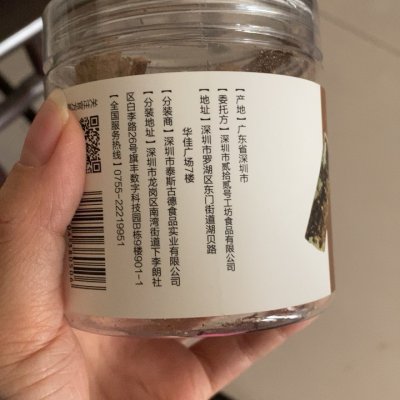 【产地】广东省深圳市
【委托方】深圳市贰拾贰号工坊食品有限公司
【地址】深圳市罗湖区东门街道湖贝路
华佳广场7楼
【分装商】深圳市泰斯古德食品实业有限公司
【分装地址】深圳市龙岗区南湾街道下李朗社
区白李路26号旗丰数字科技园B栋9楼901-1
【全国服务热线】0755-22219951